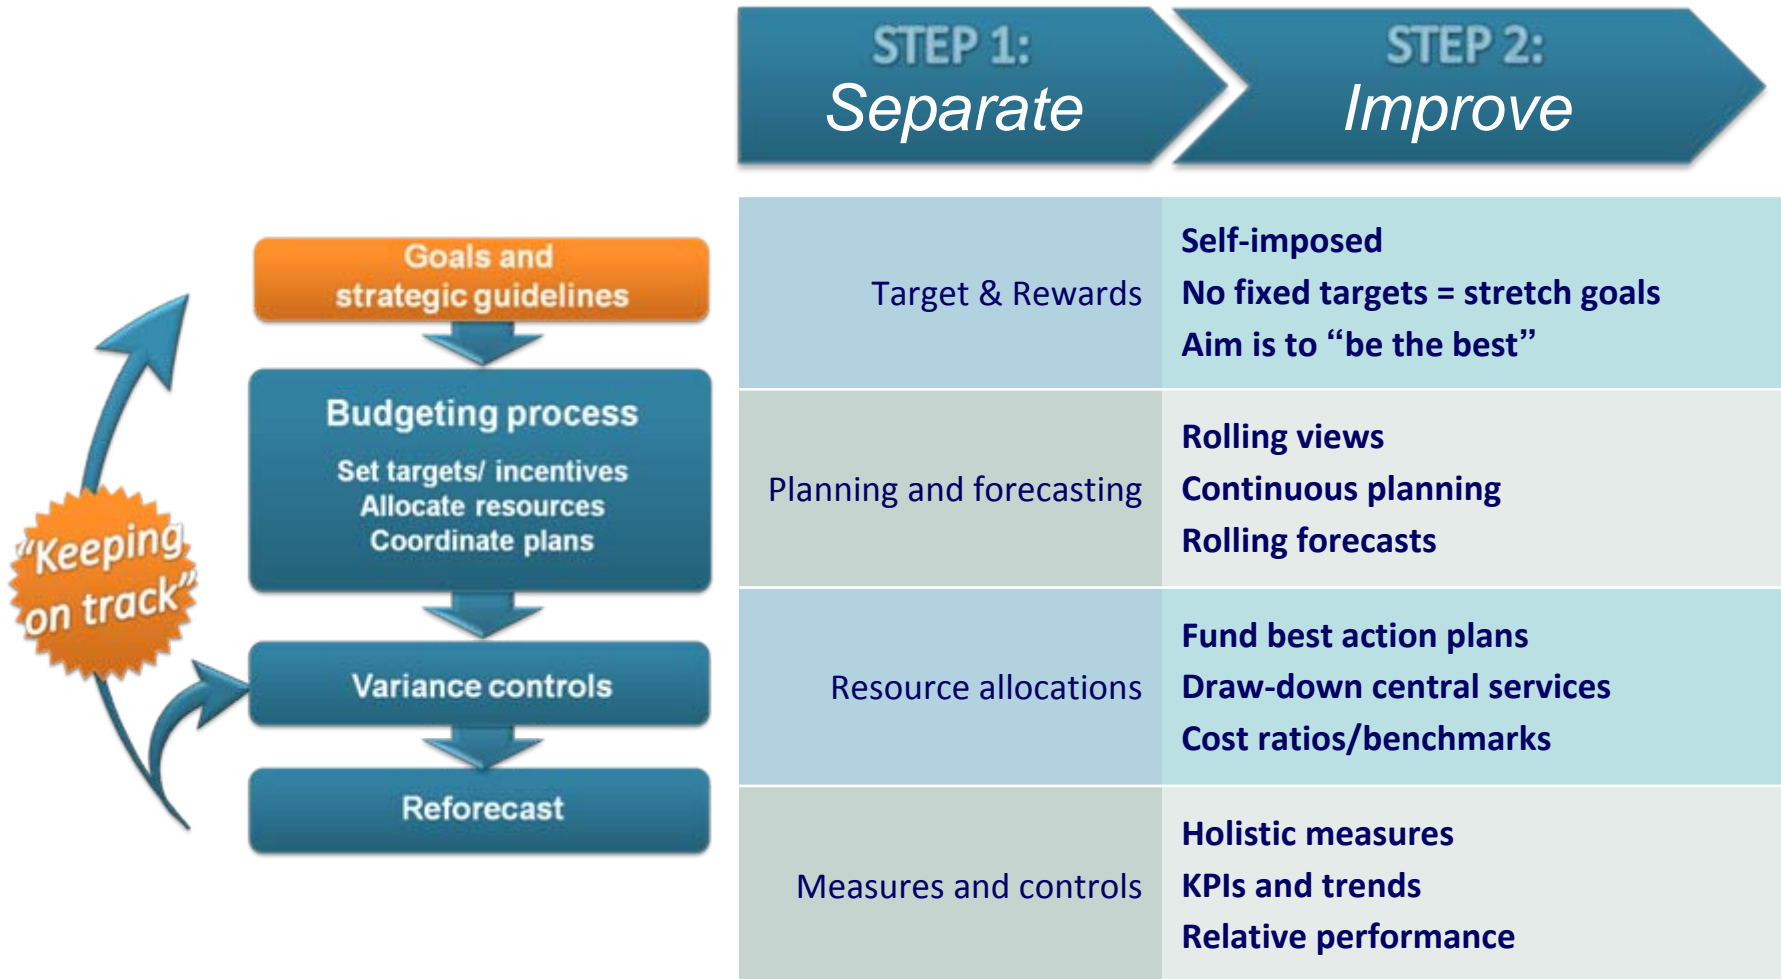 STEP 1:
Separate
STEP 2:
Improve
Goals and
strategic guidelines
Budgeting process
Set targets/ incentives
Allocate resources
Coordinate plans
Variance controls
Reforecast
“Keeping
on track”
Target & Rewards
Self-imposed
No fixed targets = stretch goals
Aim is to “be the best”
Planning and forecasting
Rolling views
Continuous planning
Rolling forecasts
Resource allocations
Fund best action plans
Draw-down central services
Cost ratios/benchmarks
Measures and controls
Holistic measures
KPIs and trends
Relative performance